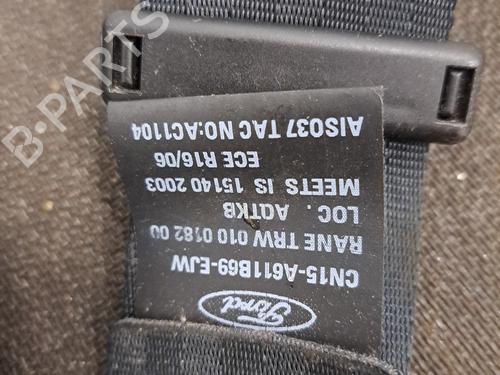 Ford
CN15-A611B69-EJW
RANE TRW 010 0182 00
LOC. AQTKB
MEETS IS 15140 2003
ECE R16/06
AIS037 TAC NO:AC1104
B-PARTS